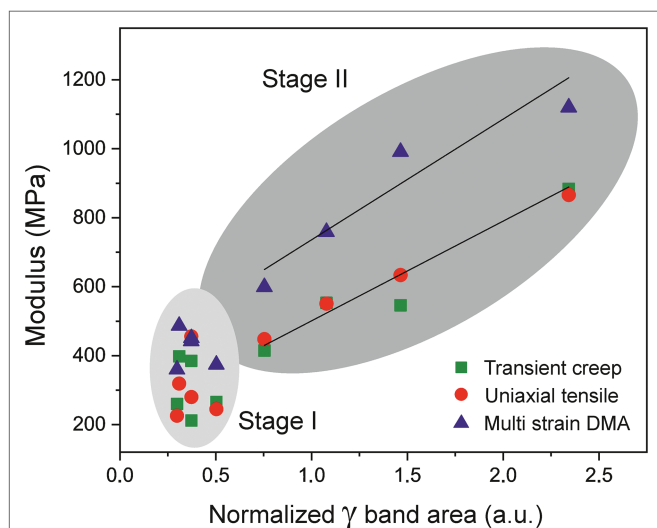 Modulus (MPa)
1200
1000
800
600
400
200
Stage II
Stage I
Transient creep
Uniaxial tensile
Multi strain DMA
0.0 0.5 1.0 1.5 2.0 2.5
Normalized γ band area (a.u.)